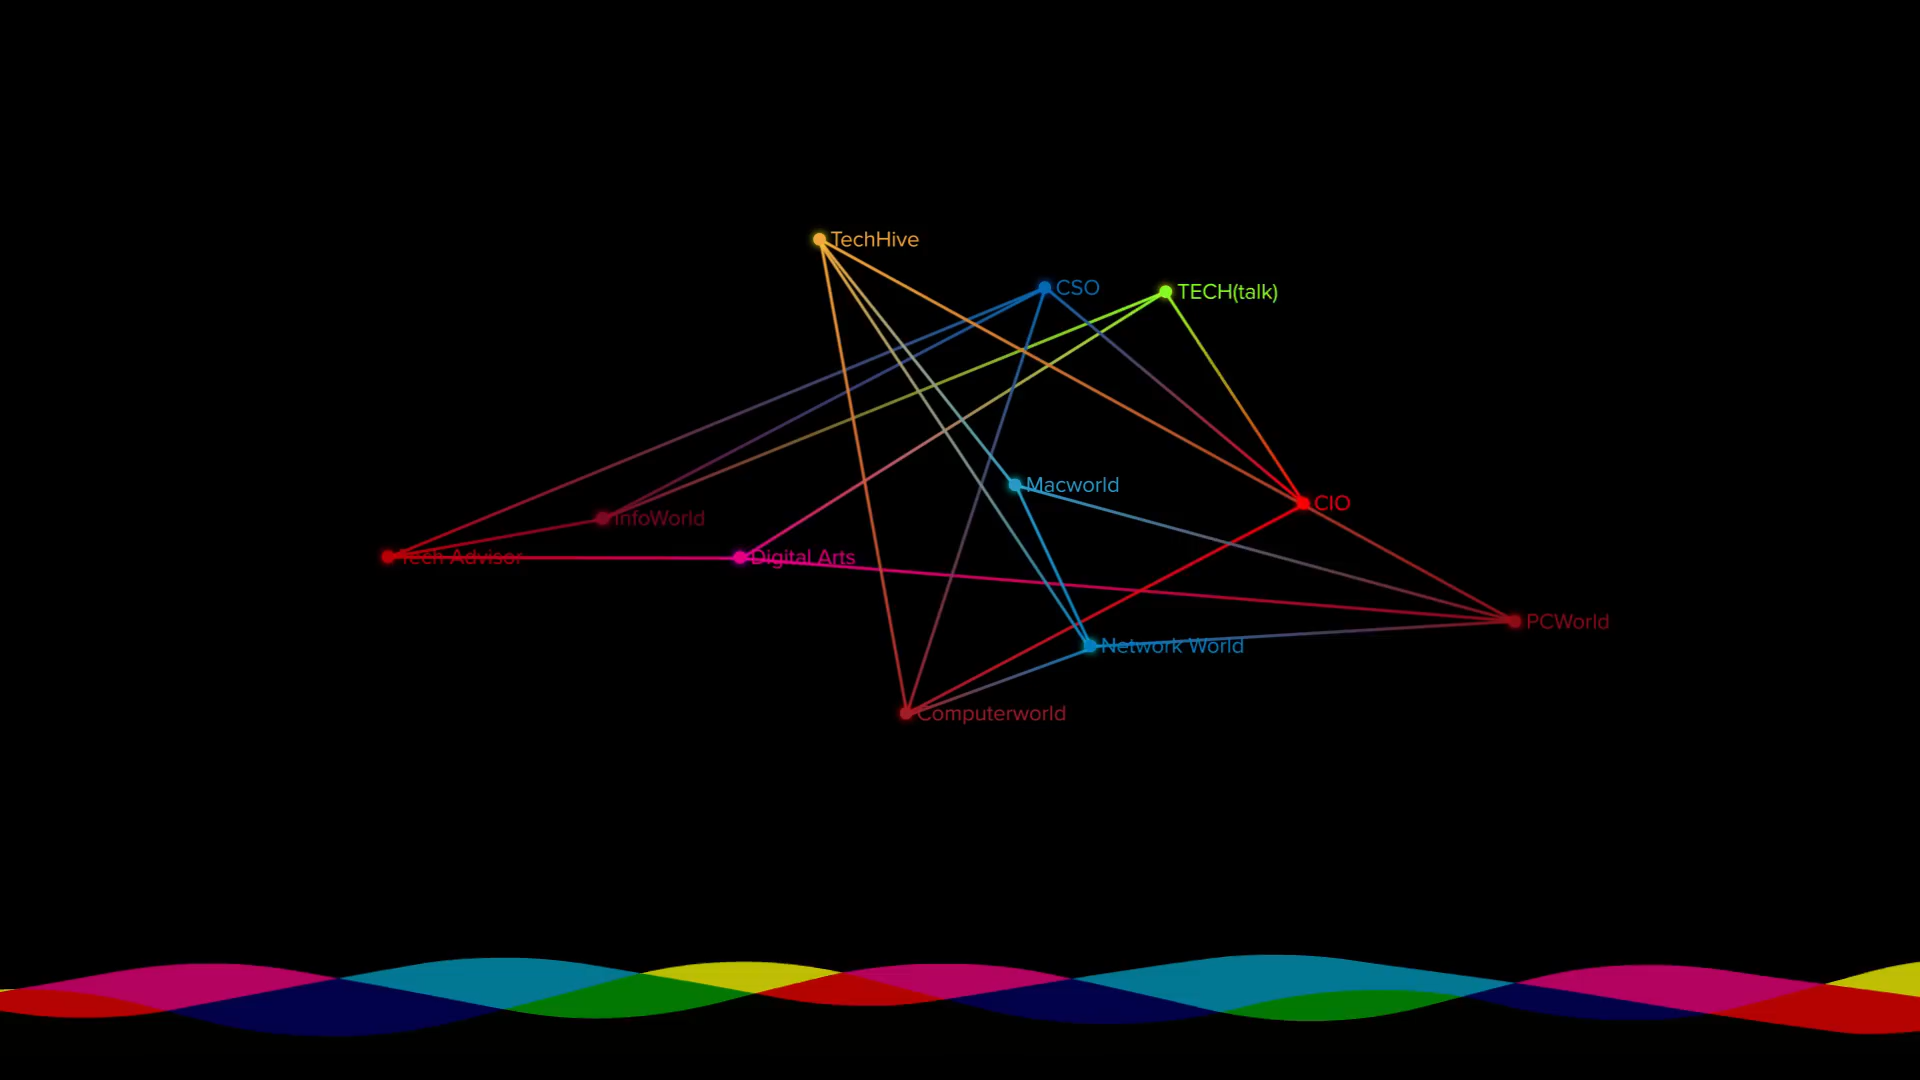 TechHive
CSO
TECH(talk)
Macworld
CIO
InfoWorld
Tech Advisor
Digital Arts
PCWorld
Network World
Computerworld